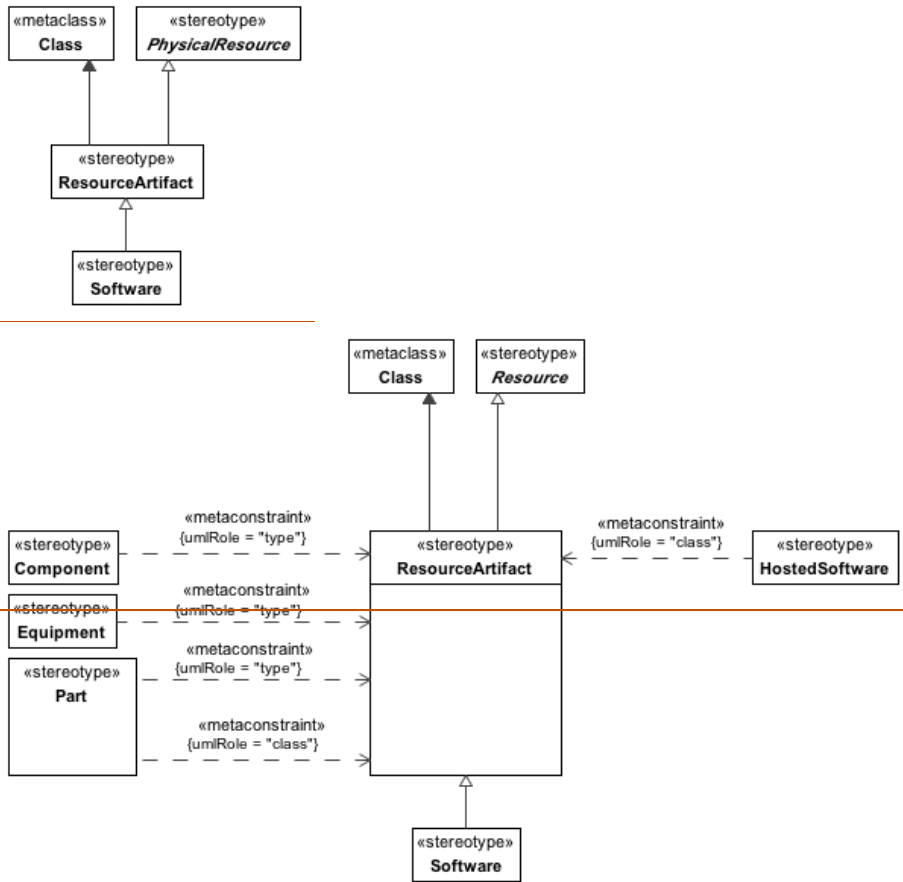 «metaclass»
Class
«stereotype»
PhysicalResource
«stereotype»
ResourceArtifact
«stereotype»
Software
«metaclass»
Class
«stereotype»
Resource
«metaconstraint»
{umlRole = "type"}
«stereotype»
Component
«stereotype»
ResourceArtifact
«metaconstraint»
{umlRole = "class"}
«stereotype»
HostedSoftware
«metaconstraint»
{umlRole = "type"}
«stereotype»
Equipment
«metaconstraint»
{umlRole = "type"}
«stereotype»
Part
«metaconstraint»
{umlRole = "class"}
«stereotype»
Software